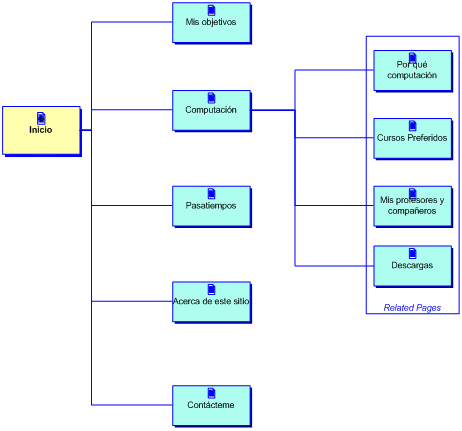 Inicio
Mis objetivos
Computación
Pasatiempos
Acerca de este sitio
Contácteme
Por qué
computación
Cursos Preferidos
Mis profesores y
compañeros
Descargas
Related Pages